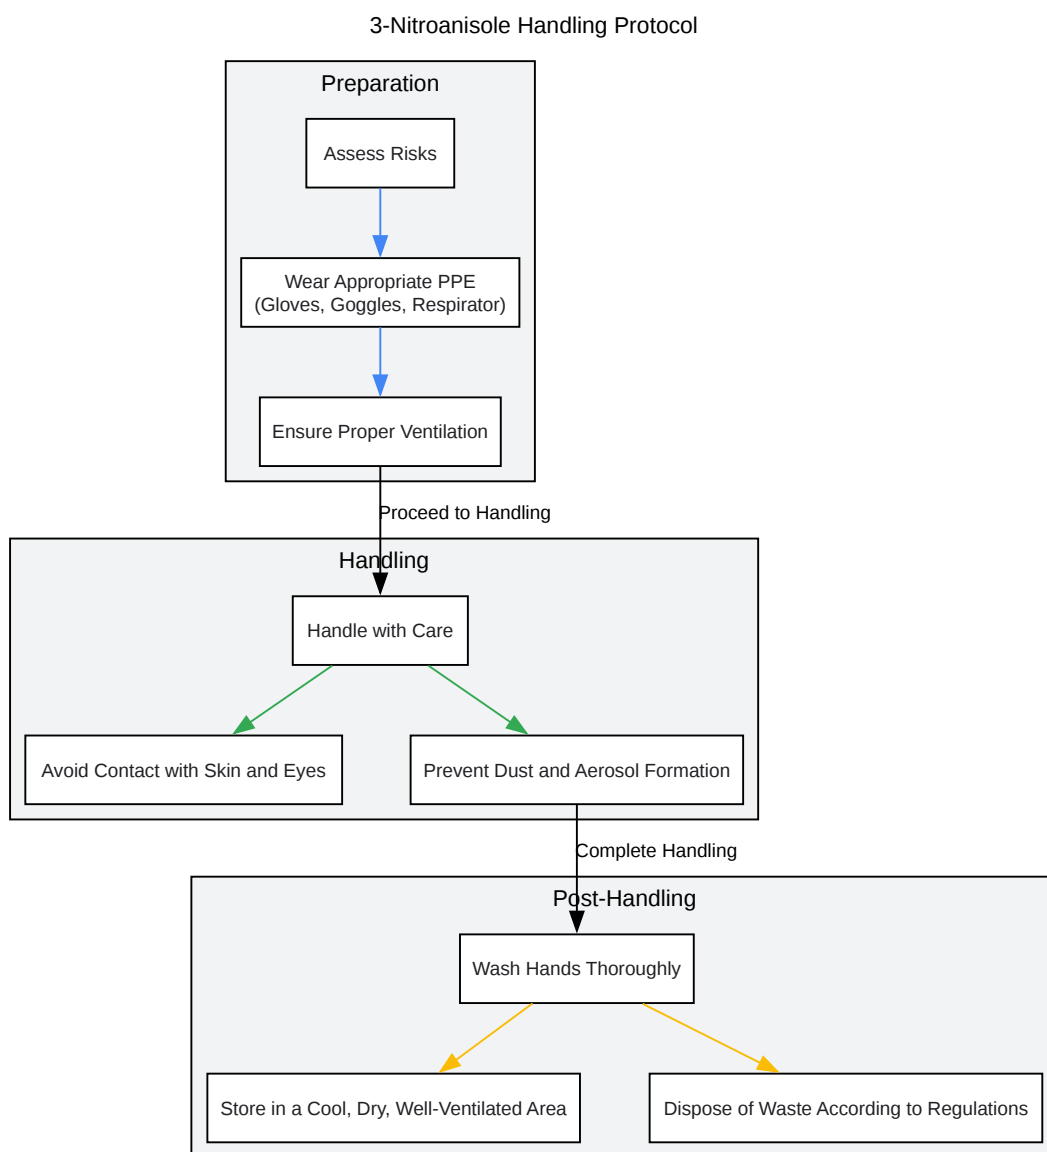 3-Nitroanisole Handling Protocol
Preparation
Assess Risks
Wear Appropriate PPE
(Gloves, Goggles, Respirator)
Ensure Proper Ventilation
Proceed to Handling
Handling
Handle with Care
Avoid Contact with Skin and Eyes
Prevent Dust and Aerosol Formation
Complete Handling
Post-Handling
Wash Hands Thoroughly
Store in a Cool, Dry, Well-Ventilated Area
Dispose of Waste According to Regulations